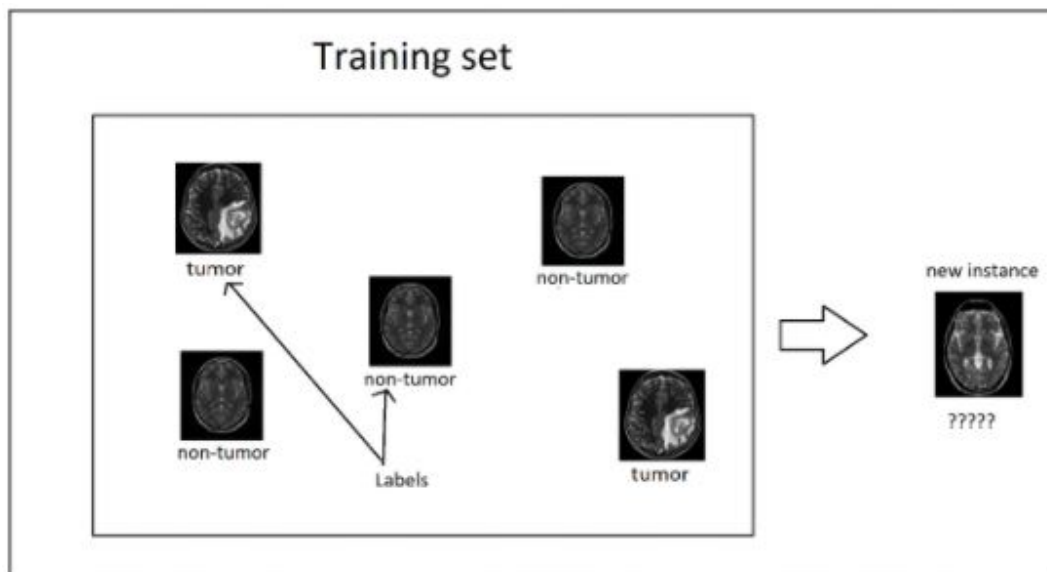 Training set
tumor
non-tumor
new instance
non-tumor
non-tumor
Labels
tumor
?????